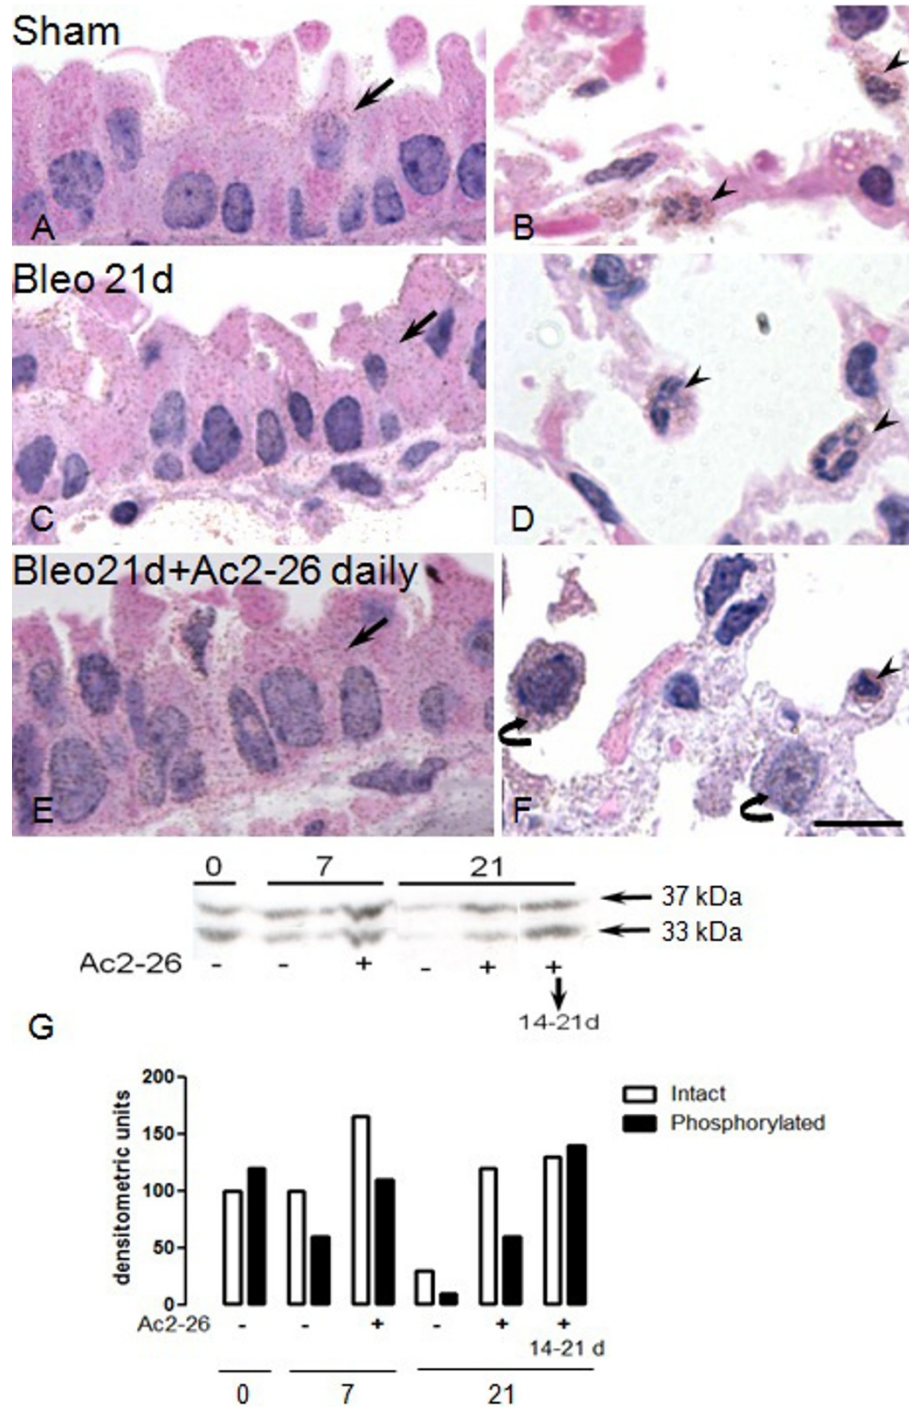 Sham
A
B
Bleo 21d
C
D
Bleo21d+Ac2-26 daily
E
F
0 7 21
37 kDa
33 kDa
Ac2-26 - - + - + +
14-21d
G
200
150
100
50
0
densitometric units
Intact
Phosphorylated
Ac2-26 - - + - + +
14-21 d
0 7 21